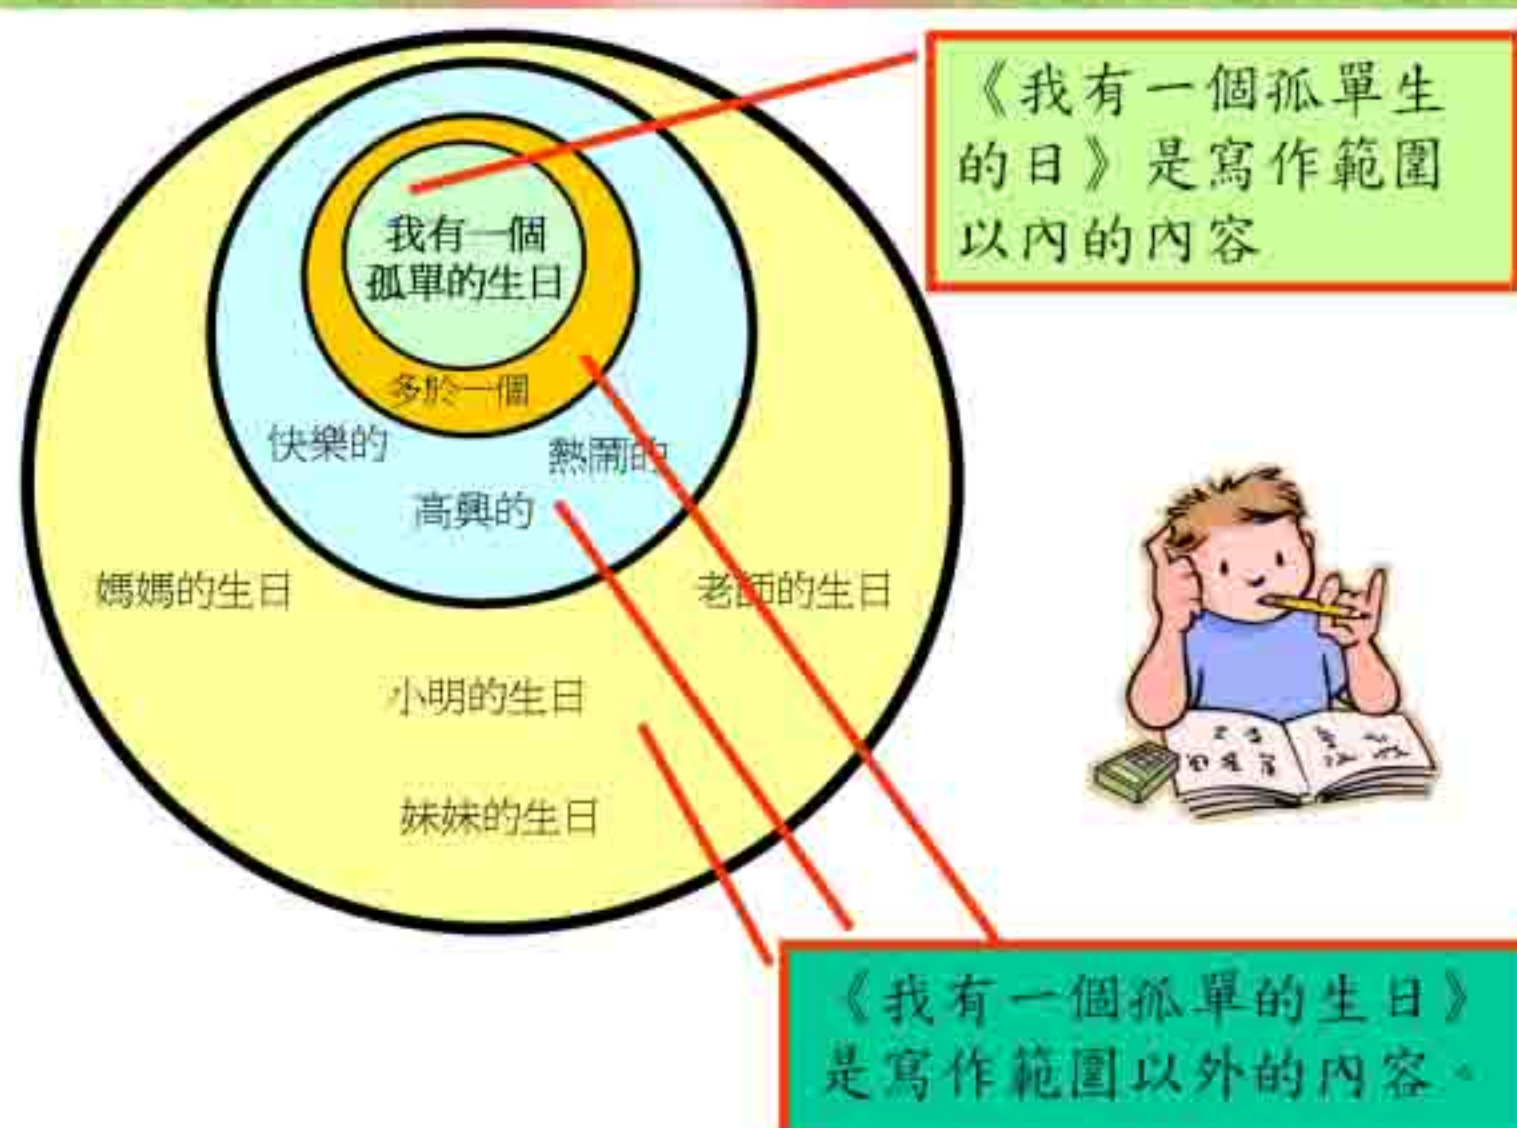 《我有一個孤單生
的日》是寫作範圍
以內的內容
我有一個
孤單的生日
多於一個
快樂的
熱鬧的
高興的
媽媽的生日
老師的生日
小明的生日
妹妹的生日
《我有一個孤單的生日》
是寫作範圍以外的內容。